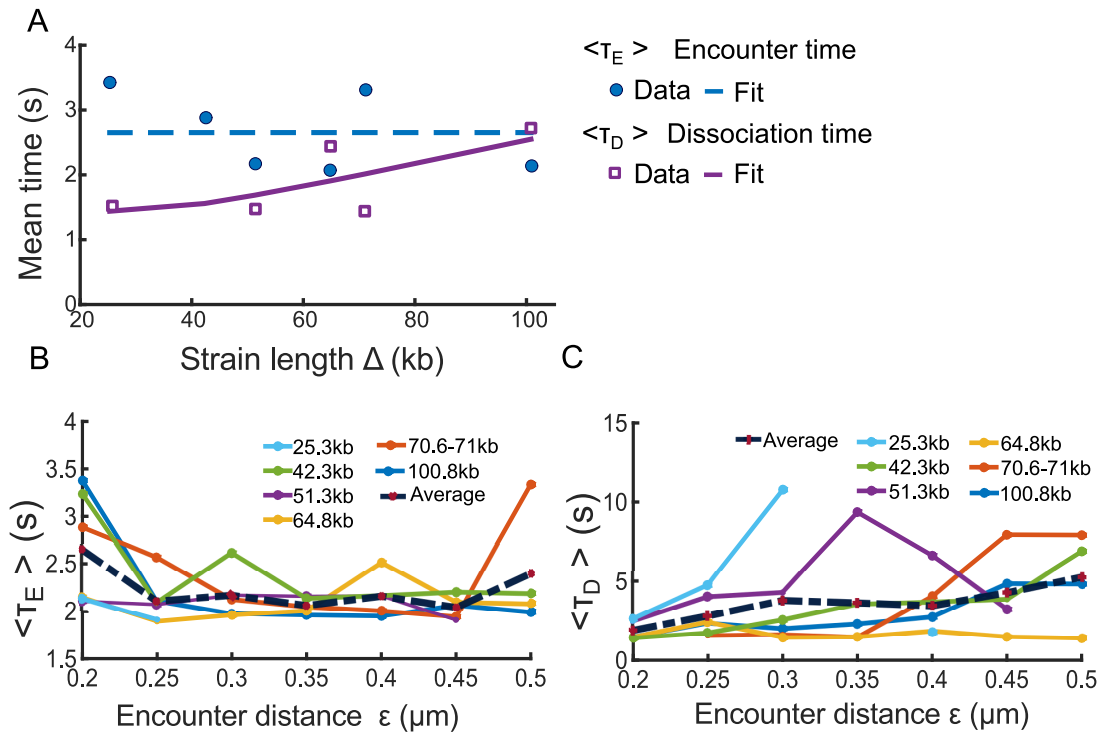 A
Mean time (s)
4
3
2
1
0
20 40 60 80 100
Strain length Δ (kb)
<τE > Encounter time
Data Fit
<τD > Dissociation time
Data Fit
B
<τE > (s)
4
3.5
3
2.5
2
1.5
25.3kb 70.6-71kb
42.3kb 100.8kb
51.3kb Average
64.8kb
0.2 0.25 0.3 0.35 0.4 0.45 0.5
Encounter distance ε (μm)
C
<τD > (s)
15
10
5
0
Average 25.3kb 64.8kb
42.3kb 70.6-71kb
51.3kb 100.8kb
0.2 0.25 0.3 0.35 0.4 0.45 0.5
Encounter distance ε (μm)